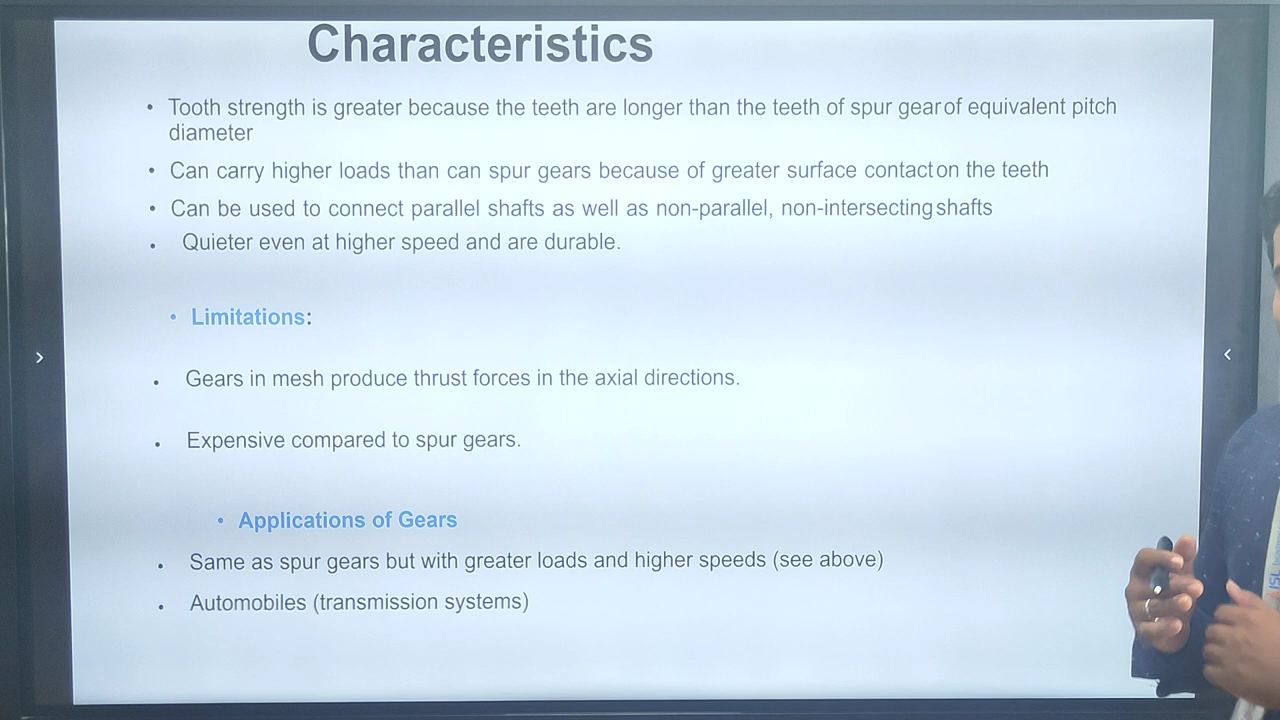 Characteristics
• Tooth strength is greater because the teeth are longer than the teeth of spur gear of equivalent pitch
diameter
• Can carry higher loads than can spur gears because of greater surface contact on the teeth
• Can be used to connect parallel shafts as well as non-parallel, non-intersecting shafts
• Quieter even at higher speed and are durable.
• Limitations:
• Gears in mesh produce thrust forces in the axial directions.
• Expensive compared to spur gears.
• Applications of Gears
• Same as spur gears but with greater loads and higher speeds (see above)
• Automobiles (transmission systems)